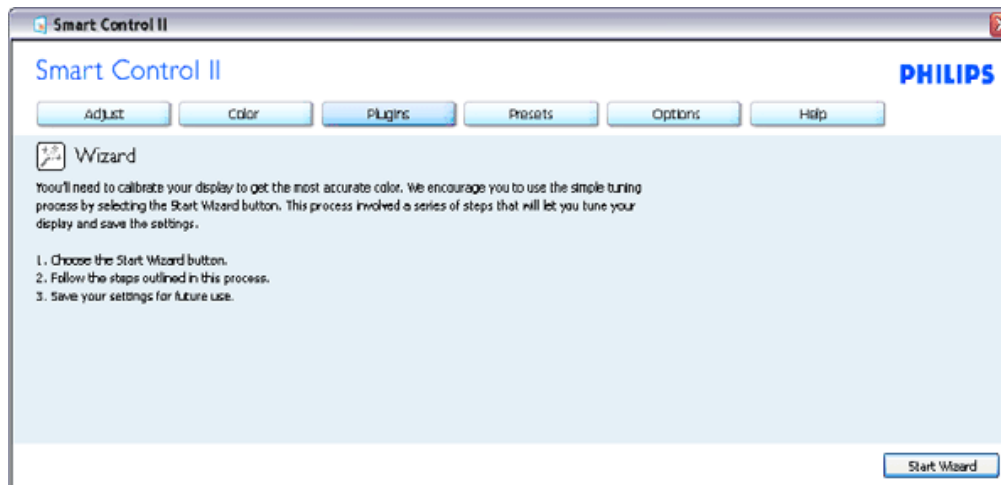 Smart Control II
Smart Control II
PHILIPS
Adjust Color Plugins Presets Options Help
Wizard
Yoou'll need to calibrate your display to get the most accurate color. We encourage you to use the simple tuning
process by selecting the Start Wizard button. This process involved a series of steps that will let you tune your
display and save the settings.
1. Choose the Start Wizard button.
2. Follow the steps outlined in this process.
3. Save your settings for future use.
Start Wizard